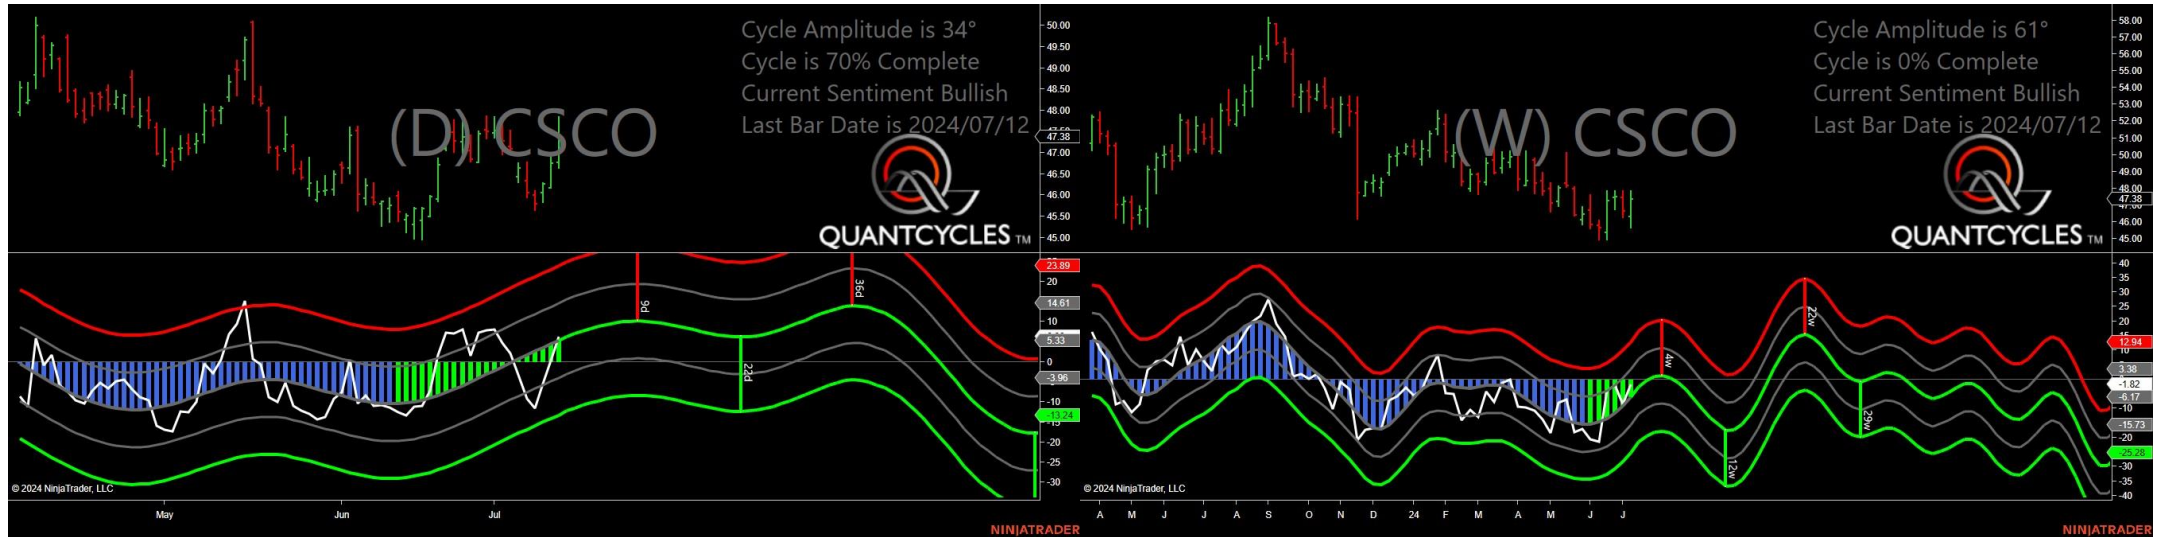 Cycle Amplitude is 34°
Cycle is 70% Complete
Current Sentiment Bullish
Last Bar Date is 2024/07/12
(D) CSCO
QUANTCYCLES TM
50.00
49.50
49.00
48.50
48.00
47.38
47.00
46.50
46.00
45.50
45.00
23.89
20
14.61
10
5.33
0
-3.96
-10
-13.24
-20
-25
-30
9d
22d
36d
© 2024 NinjaTrader, LLC
May Jun Jul
NINJATRADER
Cycle Amplitude is 61°
Cycle is 0% Complete
Current Sentiment Bullish
Last Bar Date is 2024/07/12
(W) CSCO
QUANTCYCLES TM
58.00
57.00
56.00
55.00
54.00
53.00
52.00
51.00
50.00
49.00
48.00
47.38
46.00
45.00
40
35
30
25
20
15
12.94
10
3.38
-1.82
-6.17
-10
-15.73
-20
-25.28
-30
-35
-40
4w
12w
22w
29w
© 2024 NinjaTrader, LLC
A M J J A S O N D 24 F M A M J J
NINJATRADER